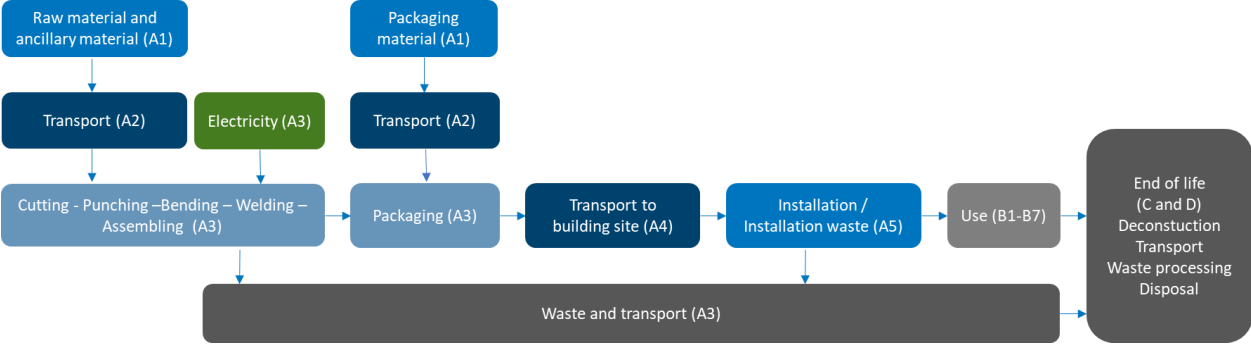 Raw material and
ancillary material (A1)
Packaging
material (A1)
Transport (A2)
Electricity (A3)
Transport (A2)
Cutting - Punching –Bending – Welding –
Assembling  (A3)
Packaging (A3)
Transport to
building site (A4)
Installation /
Installation waste (A5)
Use (B1-B7)
End of life
(C and D)
Deconstuction
Transport
Waste processing
Disposal
Waste and transport (A3)